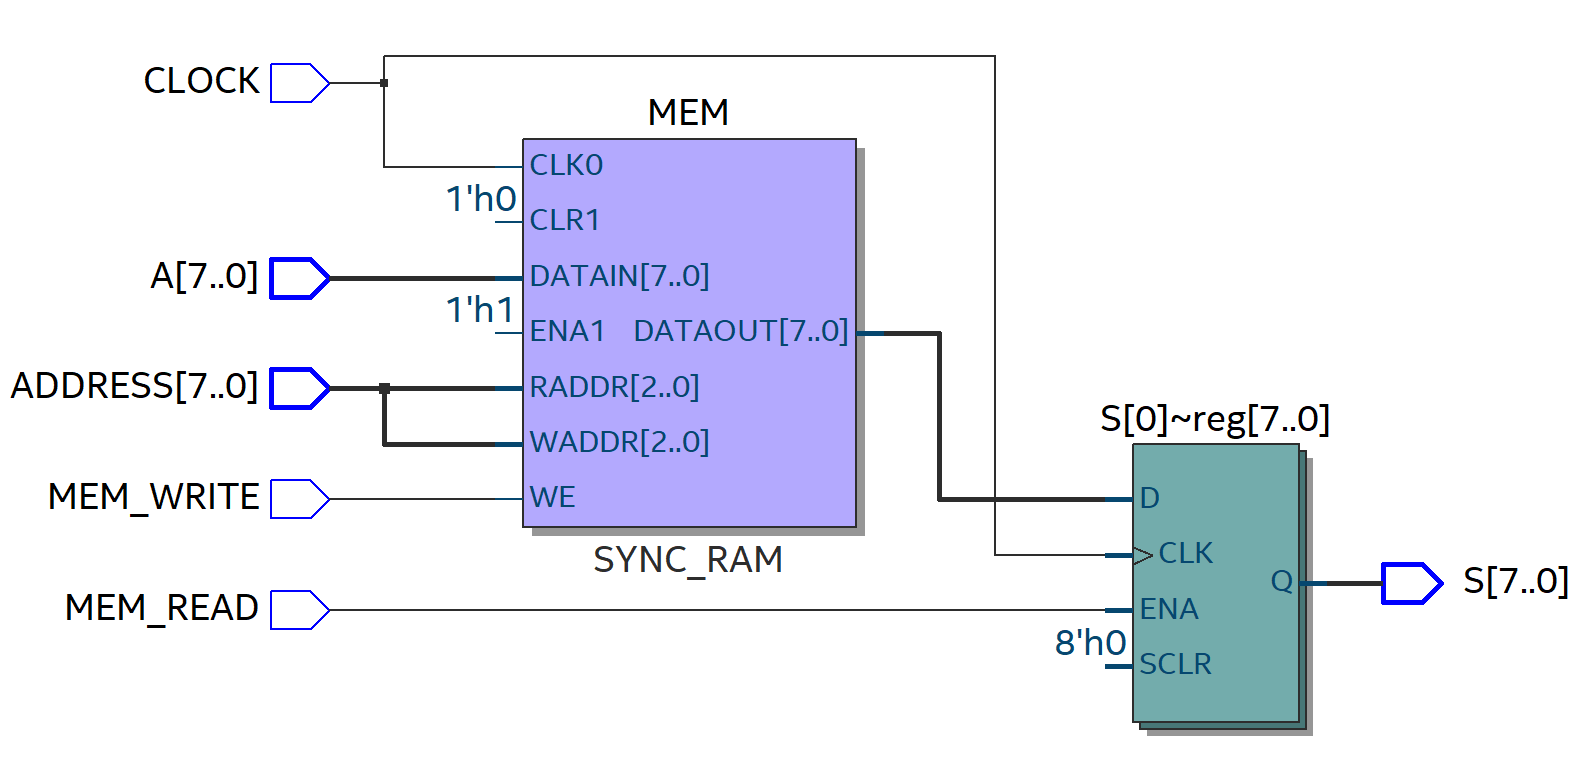 CLOCK
MEM
CLK0
1'h0
CLR1
A[7..0]
DATAIN[7..0]
1'h1
ENA1 DATAOUT[7..0]
ADDRESS[7..0]
RADDR[2..0]
WADDR[2..0]
MEM_WRITE
WE
SYNC_RAM
MEM_READ
S[0]~reg[7..0]
D
CLK
Q
ENA
8'h0
SCLR
S[7..0]